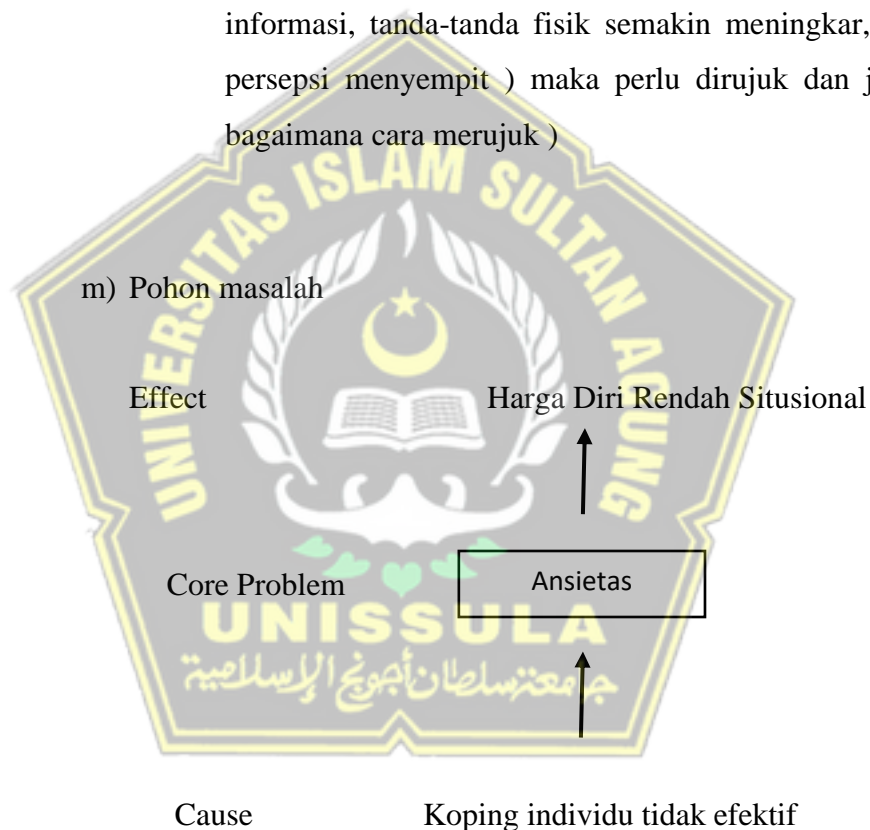 informasi, tanda-tanda fisik semakin meningkar,
persepsi menyempit ) maka perlu dirujuk dan
bagaimana cara merujuk )
UNIVERSITAS ISLAM SULTAN AGUNG
m) Pohon masalah
Effect Harga Diri Rendah Situsional
Core Problem Ansietas
UNISSULA
جامعة سلطان أجونج الإسلامية
Cause Koping individu tidak efektif